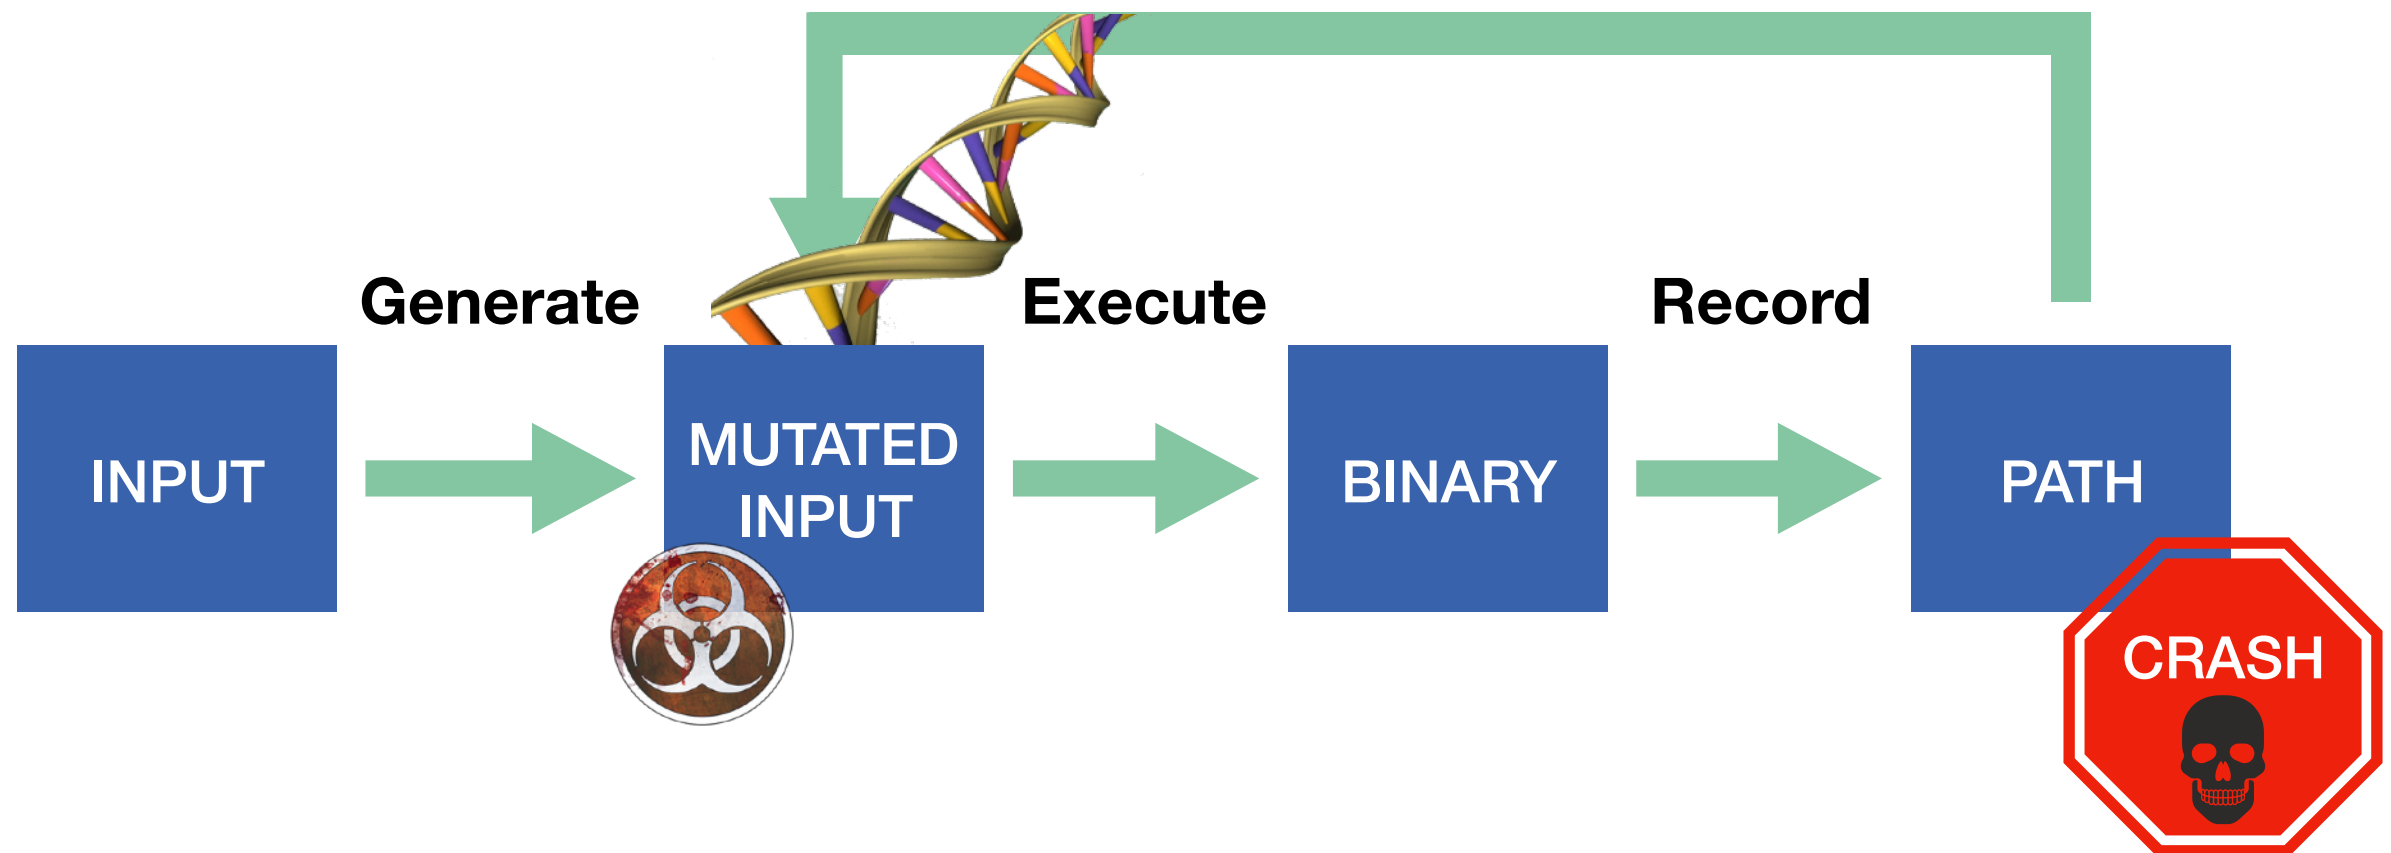 Generate
Execute
Record
INPUT
MUTATED
INPUT
BINARY
PATH
CRASH